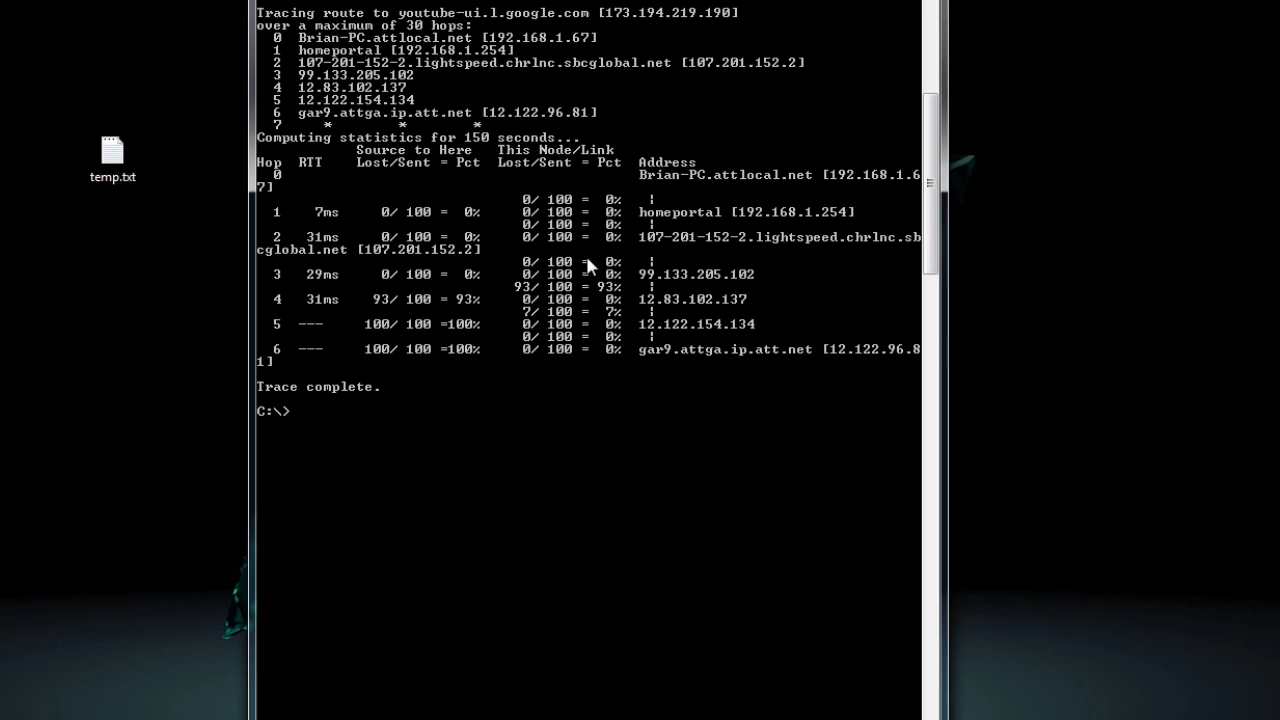 Tracing route to youtube-ui.l.google.com [173.194.219.190]
over a maximum of 30 hops:
  0  Brian-PC.attlocal.net [192.168.1.67]
  1  homeportal [192.168.1.254]
  2  107-201-152-2.lightspeed.chrlnc.sbcglobal.net [107.201.152.2]
  3  99.133.205.102
  4  12.83.102.137
  5  12.122.154.134
  6  gar9.attga.ip.att.net [12.122.96.81]
  7     *        *        *
Computing statistics for 150 seconds...
            Source to Here   This Node/Link
Hop  RTT    Lost/Sent = Pct  Lost/Sent = Pct  Address
  0                                           Brian-PC.attlocal.net [192.168.1.6
7]
                                0/ 100 =  0%   |
  1    7ms     0/ 100 =  0%     0/ 100 =  0%  homeportal [192.168.1.254]
                                0/ 100 =  0%   |
  2   31ms     0/ 100 =  0%     0/ 100 =  0%  107-201-152-2.lightspeed.chrlnc.sb
cglobal.net [107.201.152.2]
                                0/ 100 =  0%   |
  3   29ms     0/ 100 =  0%     0/ 100 =  0%  99.133.205.102
                               93/ 100 = 93%   |
  4   31ms    93/ 100 = 93%     0/ 100 =  0%  12.83.102.137
                                7/ 100 =  7%   |
  5  ---     100/ 100 =100%     0/ 100 =  0%  12.122.154.134
                                0/ 100 =  0%   |
  6  ---     100/ 100 =100%     0/ 100 =  0%  gar9.attga.ip.att.net [12.122.96.8
1]
Trace complete.
C:\>
temp.txt